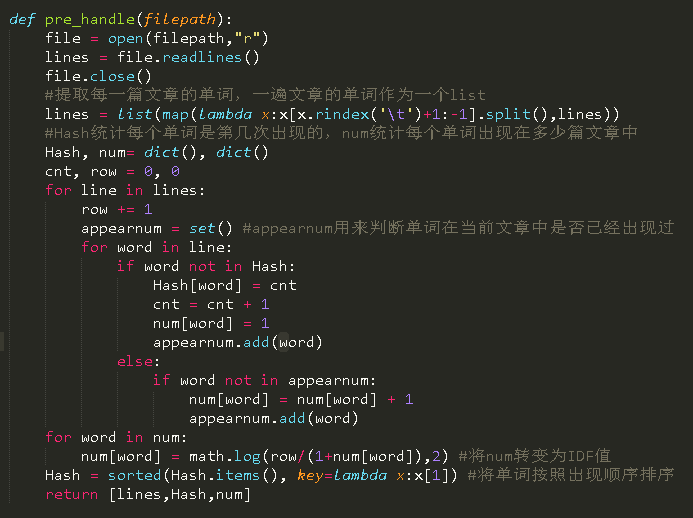 def pre_handle(filepath):
    file = open(filepath,"r")
    lines = file.readlines()
    file.close()
    #提取每一篇文章的单词，一遍文章的单词作为一个list
    lines = list(map(lambda x:x[x.rindex('\t')+1:-1].split(),lines))
    #Hash统计每个单词是第几次出现的，num统计每个单词出现在多少篇文章中
    Hash, num= dict(), dict()
    cnt, row = 0, 0
    for line in lines:
        row += 1
        appearnum = set() #appearnum用来判断单词在当前文章中是否已经出现过
        for word in line:
            if word not in Hash:
                Hash[word] = cnt
                cnt = cnt + 1
                num[word] = 1
                appearnum.add(word)
            else:
                if word not in appearnum:
                    num[word] = num[word] + 1
                    appearnum.add(word)
    for word in num:
        num[word] = math.log(row/(1+num[word]),2) #将num转变为IDF值
    Hash = sorted(Hash.items(), key=lambda x:x[1]) #将单词按照出现顺序排序
    return [lines,Hash,num]